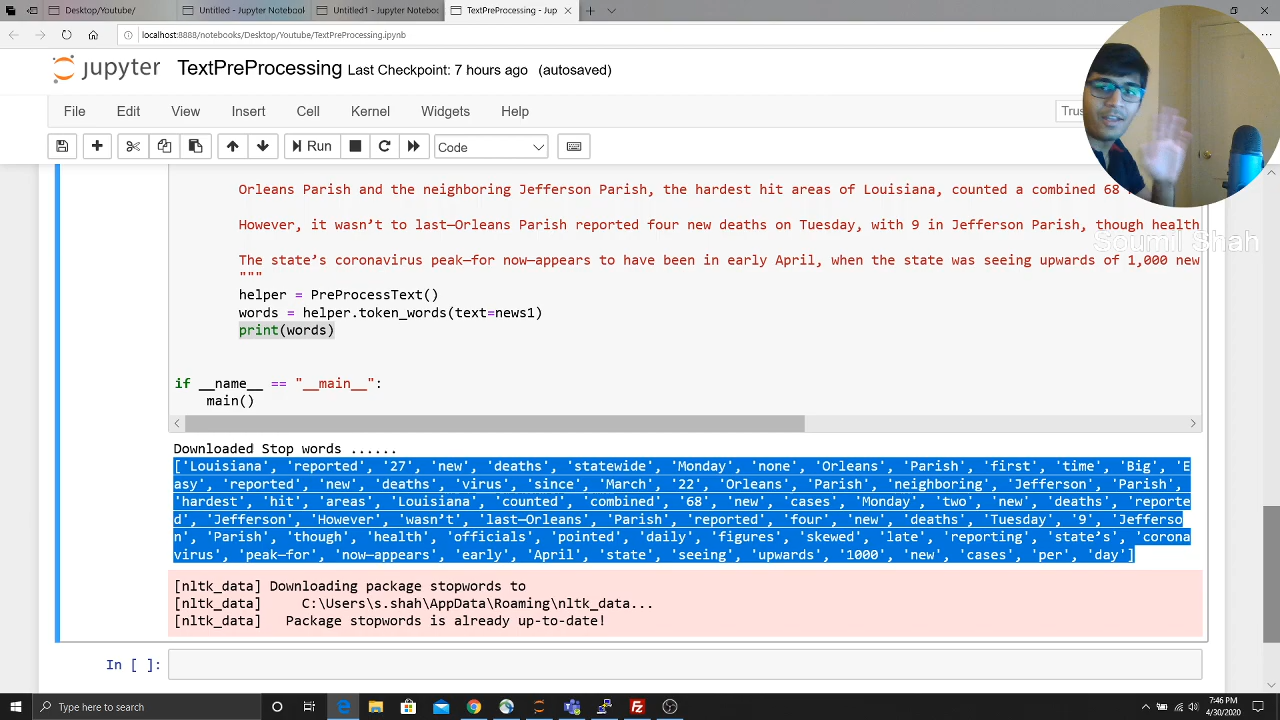 Desktop/Youtube/
Untitled - Jupyter Notebook
Untitled1 - Jupyter Notebook
TextPreProcessing - Jup
localhost:8888/notebooks/Desktop/Youtube/TextPreProcessing.ipynb
jupyter TextPreProcessing Last Checkpoint: 7 hours ago (autosaved)
File Edit View Insert Cell Kernel Widgets Help Trus
Run Code
Orleans Parish and the neighboring Jefferson Parish, the hardest hit areas of Louisiana, counted a combined 68
However, it wasn’t to last—Orleans Parish reported four new deaths on Tuesday, with 9 in Jefferson Parish, though health
Soumil Shah
The state’s coronavirus peak—for now—appears to have been in early April, when the state was seeing upwards of 1,000 new
"""
helper = PreProcessText()
words = helper.token_words(text=news1)
print(words)
if __name__ == "__main__":
main()
Downloaded Stop words ......
['Louisiana', 'reported', '27', 'new', 'deaths', 'statewide', 'Monday', 'none', 'Orleans', 'Parish', 'first', 'time', 'Big', 'E
asy', 'reported', 'new', 'deaths', 'virus', 'since', 'March', '22', 'Orleans', 'Parish', 'neighboring', 'Jefferson', 'Parish',
'hardest', 'hit', 'areas', 'Louisiana', 'counted', 'combined', '68', 'new', 'cases', 'Monday', 'two', 'new', 'deaths', 'reporte
d', 'Jefferson', 'However', 'wasn’t', 'last—Orleans', 'Parish', 'reported', 'four', 'new', 'deaths', 'Tuesday', '9', 'Jefferso
n', 'Parish', 'though', 'health', 'officials', 'pointed', 'daily', 'figures', 'skewed', 'late', 'reporting', 'state’s', 'corona
virus', 'peak—for', 'now—appears', 'early', 'April', 'state', 'seeing', 'upwards', '1000', 'new', 'cases', 'per', 'day']
[nltk_data] Downloading package stopwords to
[nltk_data] C:\Users\s.shah\AppData\Roaming\nltk_data...
[nltk_data] Package stopwords is already up-to-date!
In [ ]:
Type here to search
7:46 PM
4/30/2020